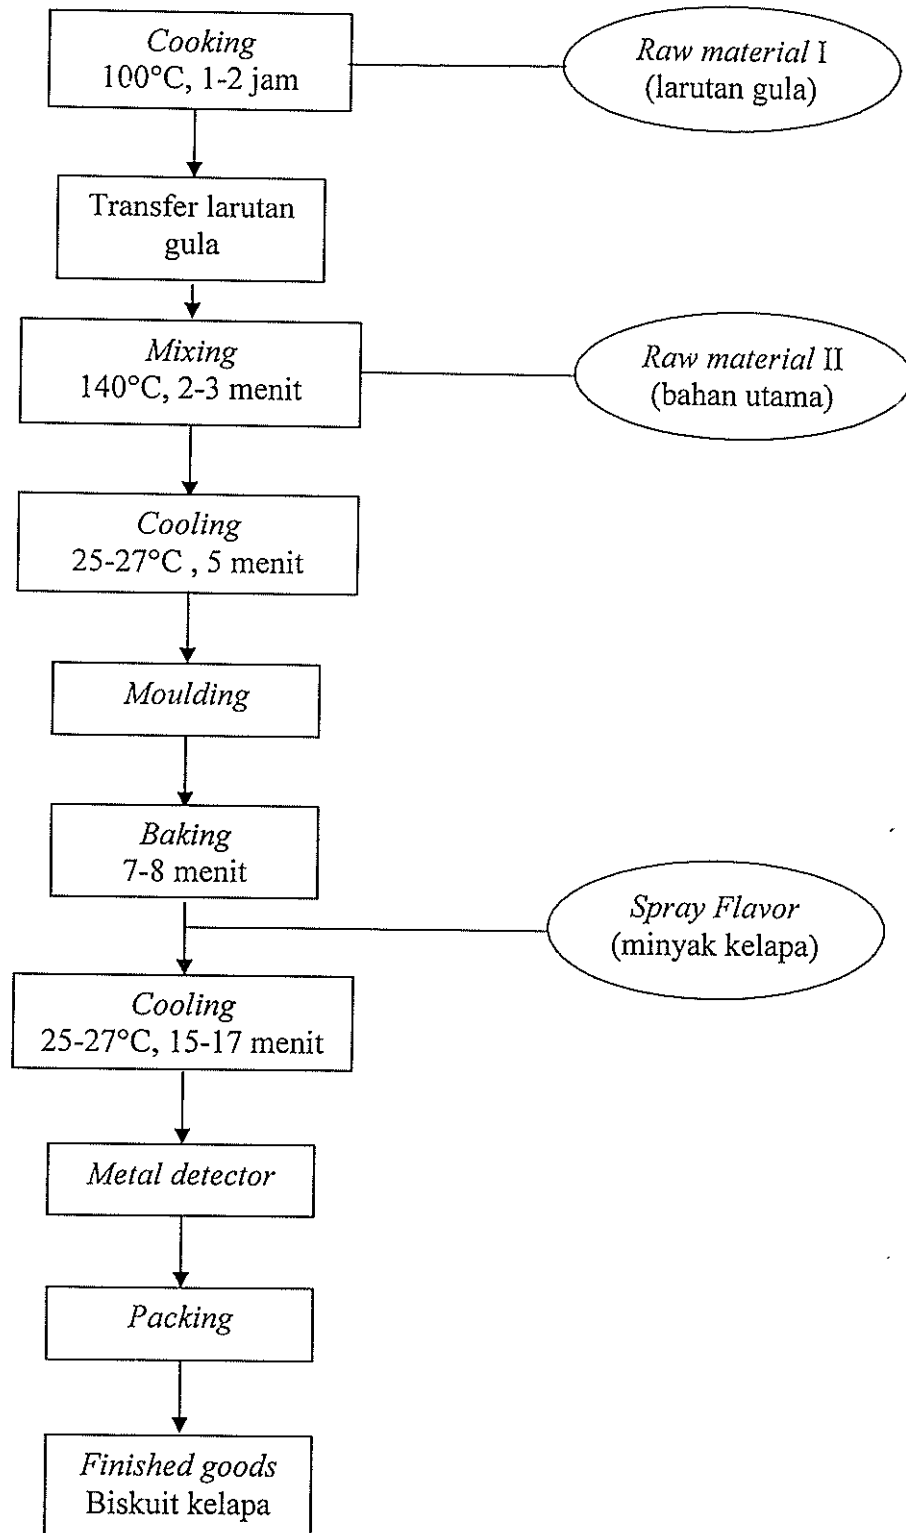 Cooking
100°C, 1-2 jam
Raw material I
(larutan gula)
Transfer larutan
gula
Mixing
140°C, 2-3 menit
Raw material II
(bahan utama)
Cooling
25-27°C , 5 menit
Moulding
Baking
7-8 menit
Spray Flavor
(minyak kelapa)
Cooling
25-27°C, 15-17 menit
Metal detector
Packing
Finished goods
Biskuit kelapa